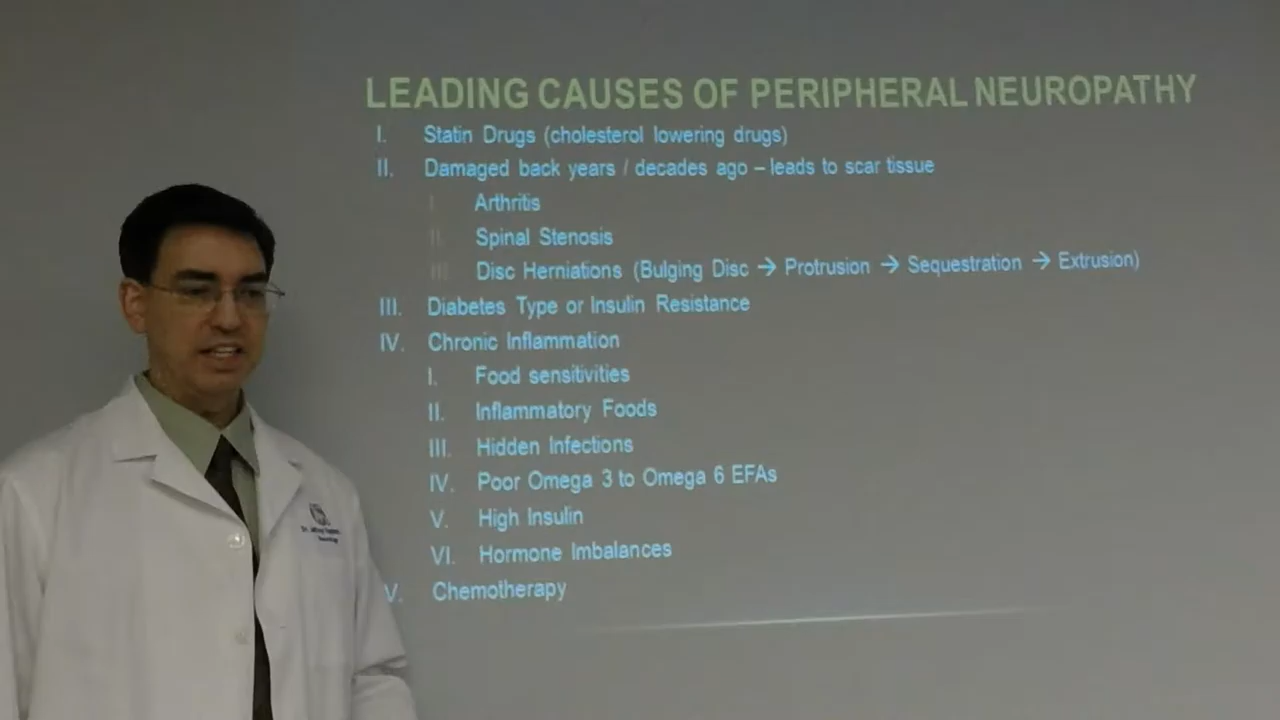 LEADING CAUSES OF PERIPHERAL NEUROPATHY
I. Statin Drugs (cholesterol lowering drugs)
II. Damaged back years / decades ago – leads to scar tissue
I. Arthritis
II. Spinal Stenosis
III. Disc Herniations (Bulging Disc → Protrusion → Sequestration → Extrusion)
III. Diabetes Type or Insulin Resistance
IV. Chronic Inflammation
I. Food sensitivities
II. Inflammatory Foods
III. Hidden Infections
IV. Poor Omega 3 to Omega 6 EFAs
V. High Insulin
VI. Hormone Imbalances
V. Chemotherapy
Dr.